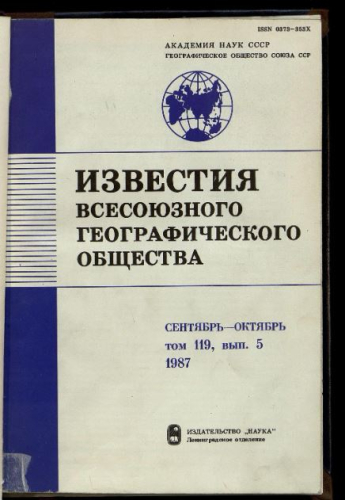 ISSN 0373-353X
АКАДЕМИЯ НАУК СССР
ГЕОГРАФИЧЕСКОЕ ОБЩЕСТВО СОЮЗА ССР
ИЗВЕСТИЯ
ВСЕСОЮЗНОГО
ГЕОГРАФИЧЕСКОГО
ОБЩЕСТВА
СЕНТЯБРЬ—ОКТЯБРЬ
том 119, вып. 5
1987
ИЗДАТЕЛЬСТВО „НАУКА"
Ленинградское отделение